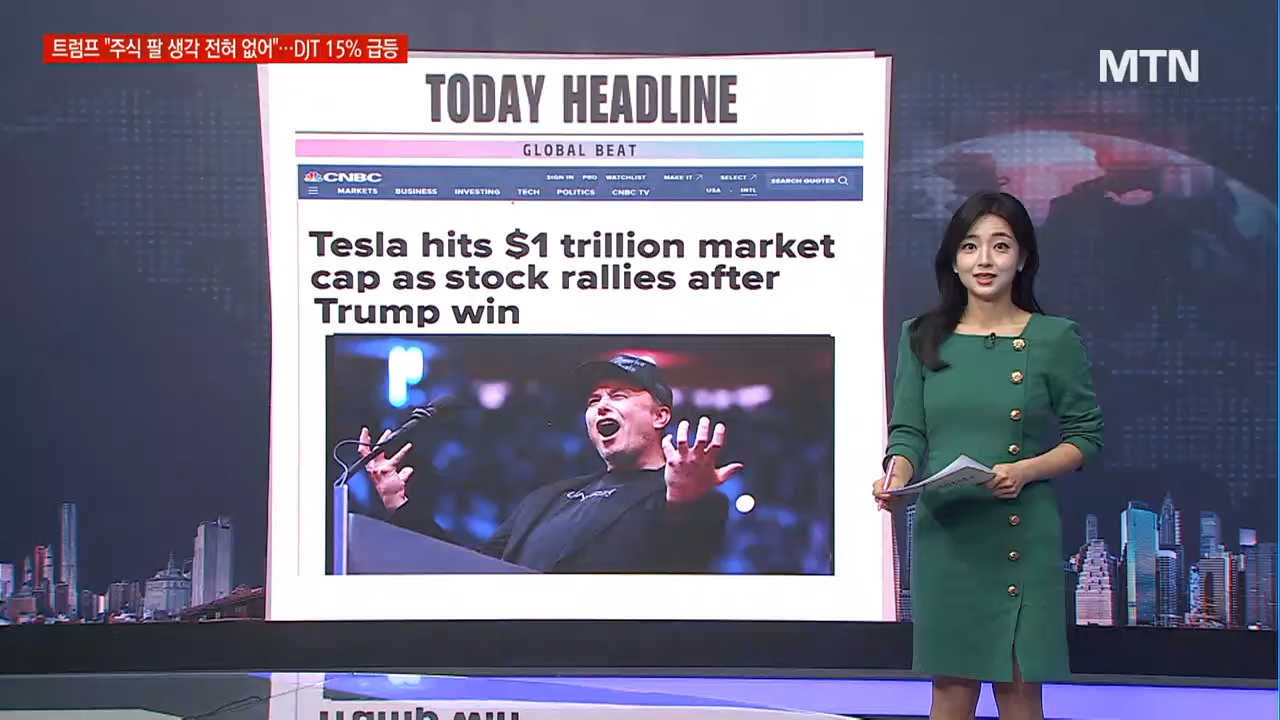 트럼프 "주식 팔 생각 전혀 없어"…DJT 15% 급등
MTN
TODAY HEADLINE
GLOBAL BEAT
CNBC
SIGN IN PRO WATCHLIST MAKE IT SELECT
SEARCH QUOTES
MARKETS BUSINESS INVESTING TECH POLITICS CNBC TV
USA · INTL
Tesla hits $1 trillion market
cap as stock rallies after
Trump win